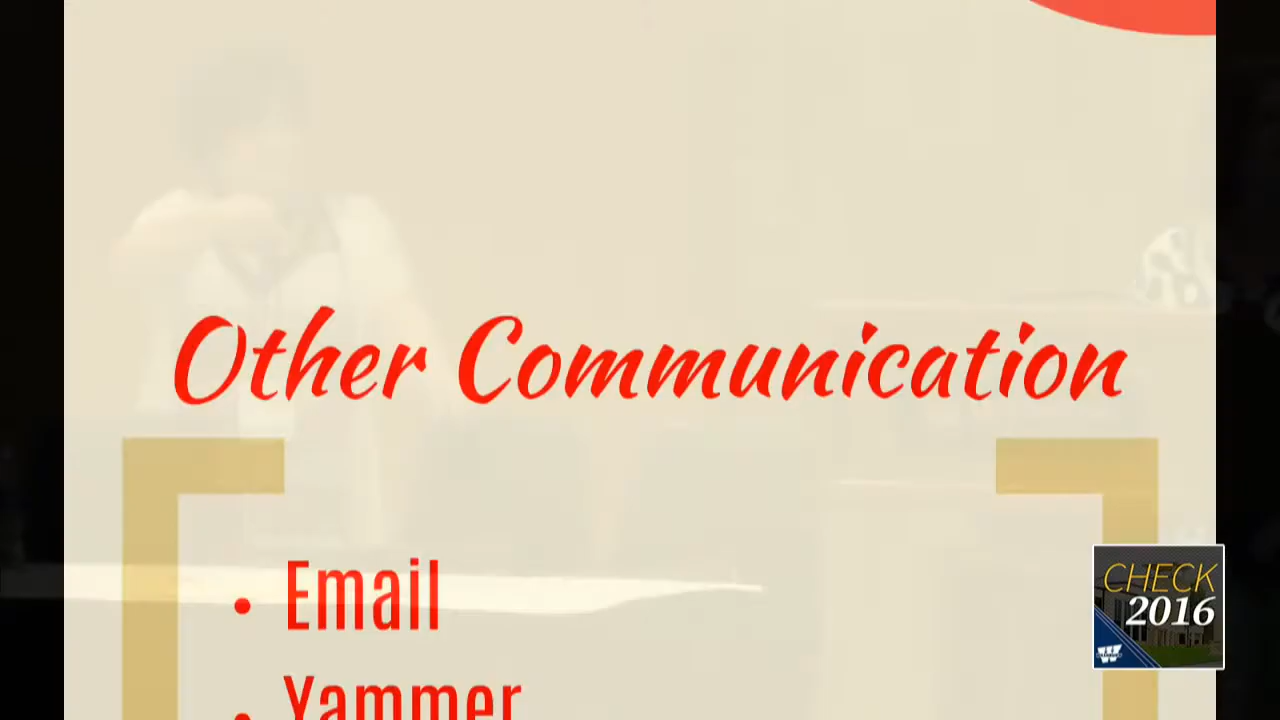 Other Communication
• Email
• Yammer
CHECK
2016
W